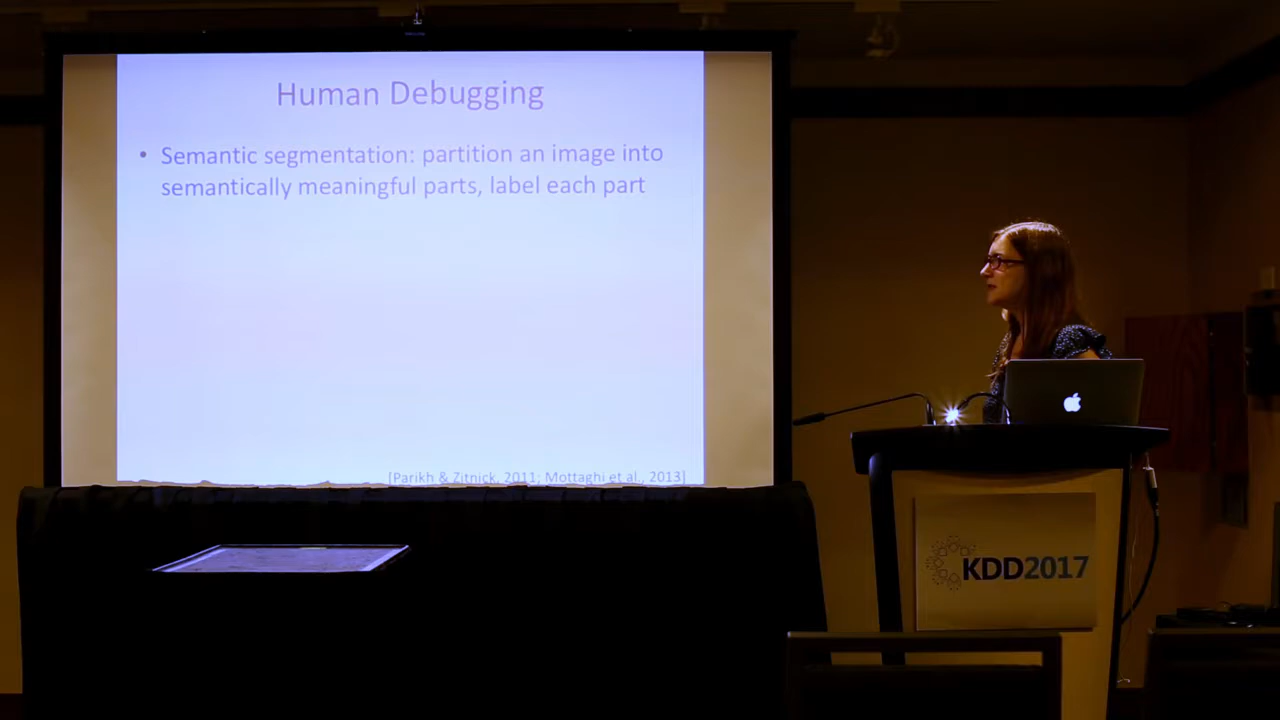 Human Debugging
• Semantic segmentation: partition an image into
semantically meaningful parts, label each part
[Parikh & Zitnick, 2011; Mottaghi et al., 2013]
KDD2017